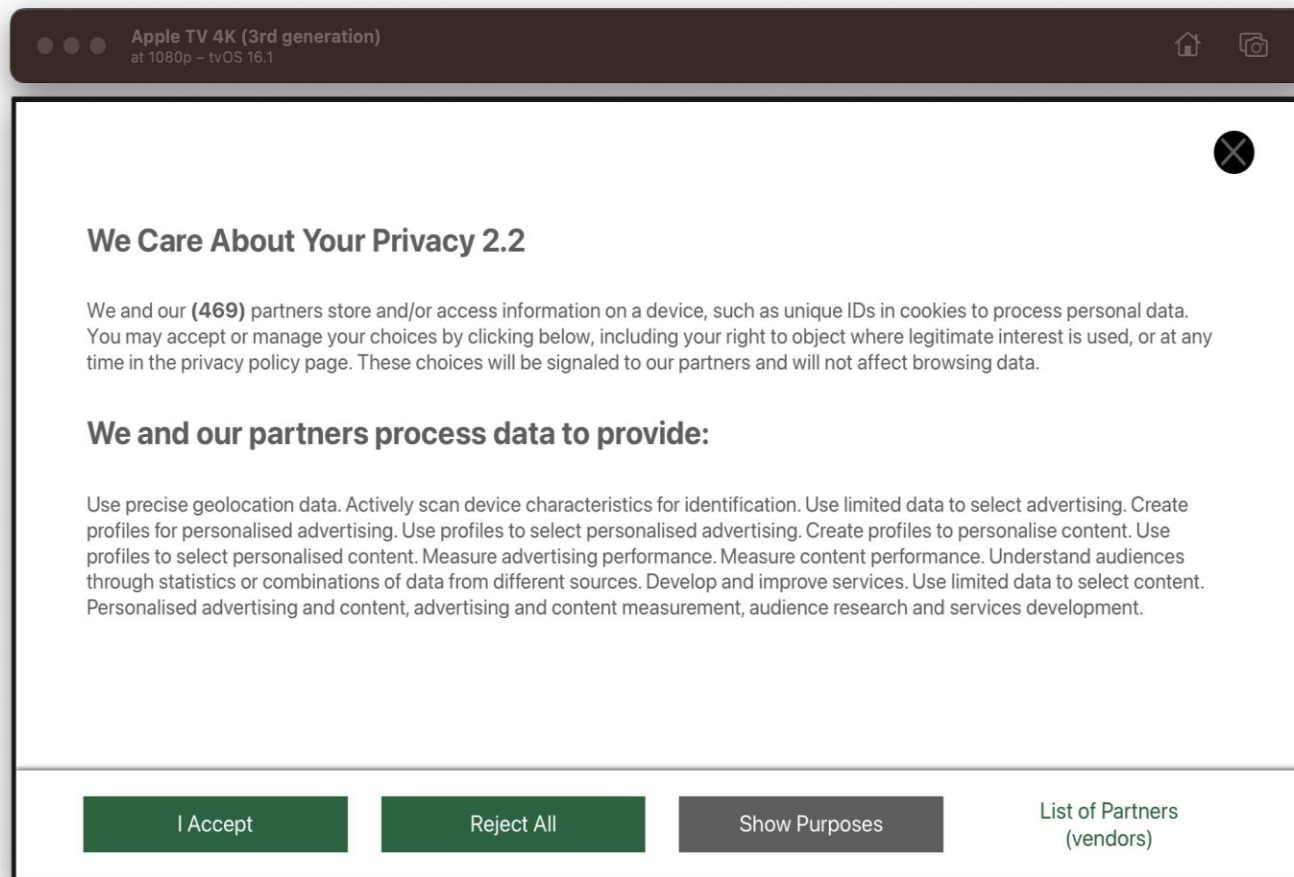 Apple TV 4K (3rd generation)
at 1080p – tvOS 16.1
We Care About Your Privacy 2.2
We and our (469) partners store and/or access information on a device, such as unique IDs in cookies to process personal data.
You may accept or manage your choices by clicking below, including your right to object where legitimate interest is used, or at any
time in the privacy policy page. These choices will be signaled to our partners and will not affect browsing data.
We and our partners process data to provide:
Use precise geolocation data. Actively scan device characteristics for identification. Use limited data to select advertising. Create
profiles for personalised advertising. Use profiles to select personalised advertising. Create profiles to personalise content. Use
profiles to select personalised content. Measure advertising performance. Measure content performance. Understand audiences
through statistics or combinations of data from different sources. Develop and improve services. Use limited data to select content.
Personalised advertising and content, advertising and content measurement, audience research and services development.
I Accept
Reject All
Show Purposes
List of Partners
(vendors)